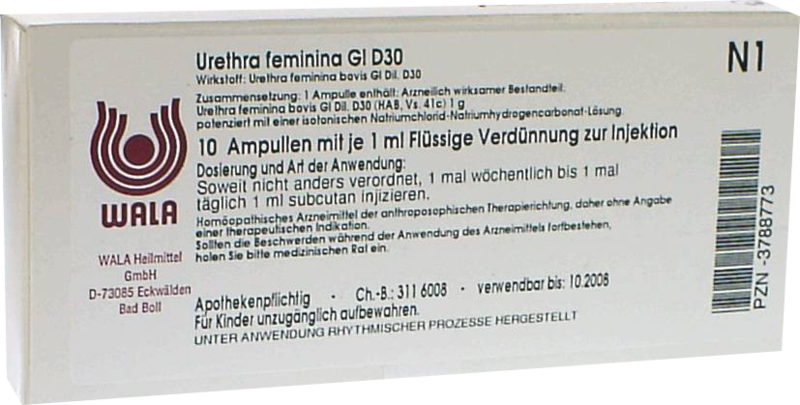 Urethra feminina Gl D30
N1
Wirkstoff: Urethra feminina bovis Gl Dil. D30
Zusammensetzung: 1 Ampulle enthält: Arzneilich wirksamer Bestandteil:
Urethra feminina bovis Gl Dil. D30 (HAB, Vs. 41c) 1 g
potenziert mit einer isotonischen Natriumchlorid-Natriumhydrogencarbonat-Lösung.
10 Ampullen mit je 1 ml Flüssige Verdünnung zur Injektion
Dosierung und Art der Anwendung:
Soweit nicht anders verordnet, 1 mal wöchentlich bis 1 mal
täglich 1 ml subcutan injizieren.
Homöopathisches Arzneimittel der anthroposophischen Therapierichtung, daher ohne Angabe
einer therapeutischen Indikation.
Sollten die Beschwerden während der Anwendung des Arzneimittels fortbestehen,
holen Sie bitte medizinischen Rat ein.
WALA
WALA Heilmittel
GmbH
D-73085 Eckwälden
Bad Boll
Apothekenpflichtig · Ch.-B.: 311 6008 · verwendbar bis: 10.2008
Für Kinder unzugänglich aufbewahren.
UNTER ANWENDUNG RHYTHMISCHER PROZESSE HERGESTELLT
PZN -3788773